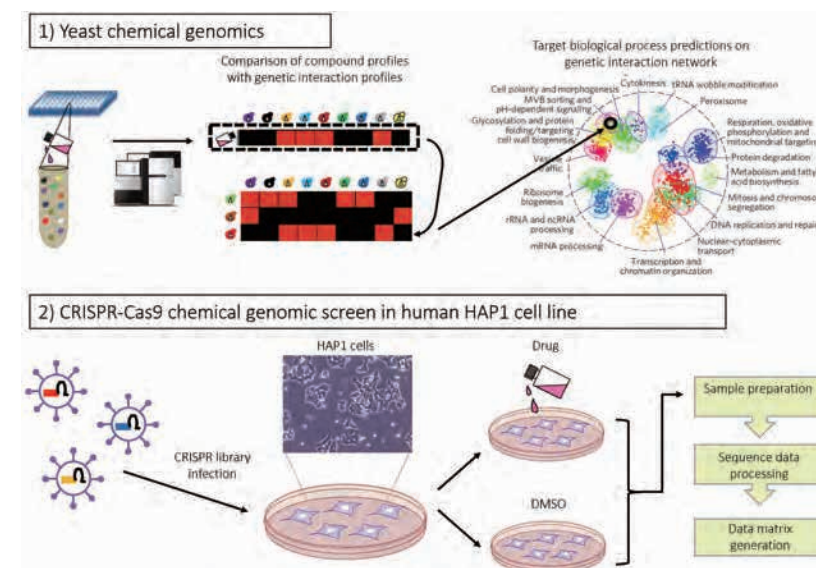 1) Yeast chemical genomics
Comparison of compound profiles
with genetic interaction profiles
Target biological process predictions on
genetic interaction network
Cytokinesis
tRNA wobble modification
Cell polarity and morphogenesis
MVB sorting and
pH-dependent signaling
Peroxisome
Glycosylation and protein
folding/targeting
cell wall biogenesis
Respiration, oxidative
phosphorylation and
mitochondrial targeting
Protein degradation
traffic
Metabolism and fatty
acid biosynthesis
Ribosome
biogenesis
Mitosis and chromoso
segregation
rRNA and ncRNA
processing
DNA replication and repair
mRNA processing
Nuclear-cytoplasmic
transport
Transcription and
chromatin organization
2) CRISPR-Cas9 chemical genomic screen in human HAP1 cell line
HAP1 cells
Drug
Sample preparation
CRISPR library
infection
Sequence data
processing
DMSO
Data matrix
generation